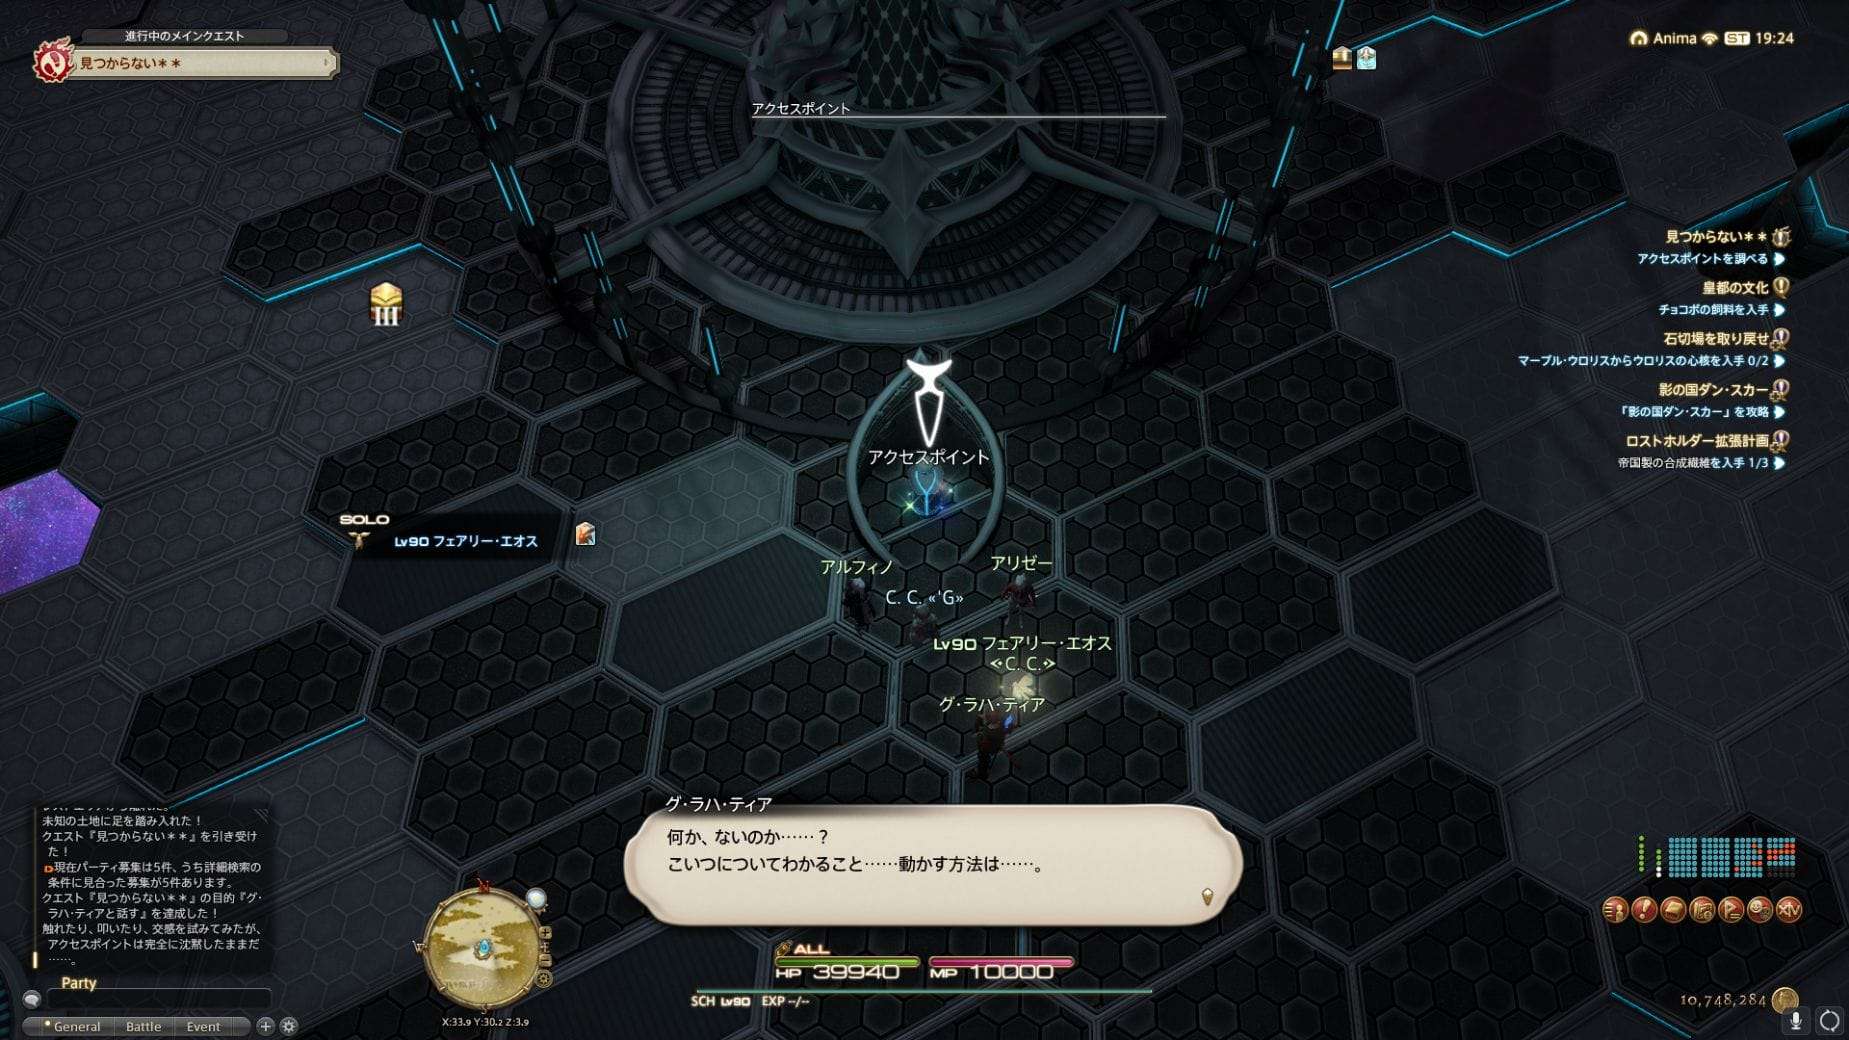 進行中のメインクエスト
見つからない＊＊
Anima ST 19:24
アクセスポイント
見つからない＊＊
アクセスポイントを調べる
皇都の文化
チョコボの飼料を入手
石切場を取り戻せ
マーブル・ウロリスからウロリスの心核を入手 0/2
影の国ダン・スカー
「影の国ダン・スカー」を攻略
ロストホルダー拡張計画
帝国製の合成繊維を入手 1/3
III
アクセスポイント
SOLO
Lv90 フェアリー・エオス
アルフィノ
アリゼー
C. C. «'G»
Lv90 フェアリー・エオス
<C. C.>
グ・ラハ・ティア
グ・ラハ・ティア
何か、ないのか……？
こいつについてわかること……動かす方法は……。
未知の土地に足を踏み入れた！
クエスト『見つからない＊＊』を引き受け
た！
現在パーティ募集は5件、うち詳細検索の
条件に見合った募集が5件あります。
クエスト『見つからない＊＊』の目的『グ・
ラハ・ティアと話す』を達成した！
触れたり、叩いたり、交感を試みてみたが、
アクセスポイントは完全に沈黙したままだ
……。
Party
General Battle Event
N
W
S
X:33.9 Y:30.2 Z:3.9
ALL
HP 39940 MP 10000
SCH Lv90 EXP --/--
XIV
10,748,284